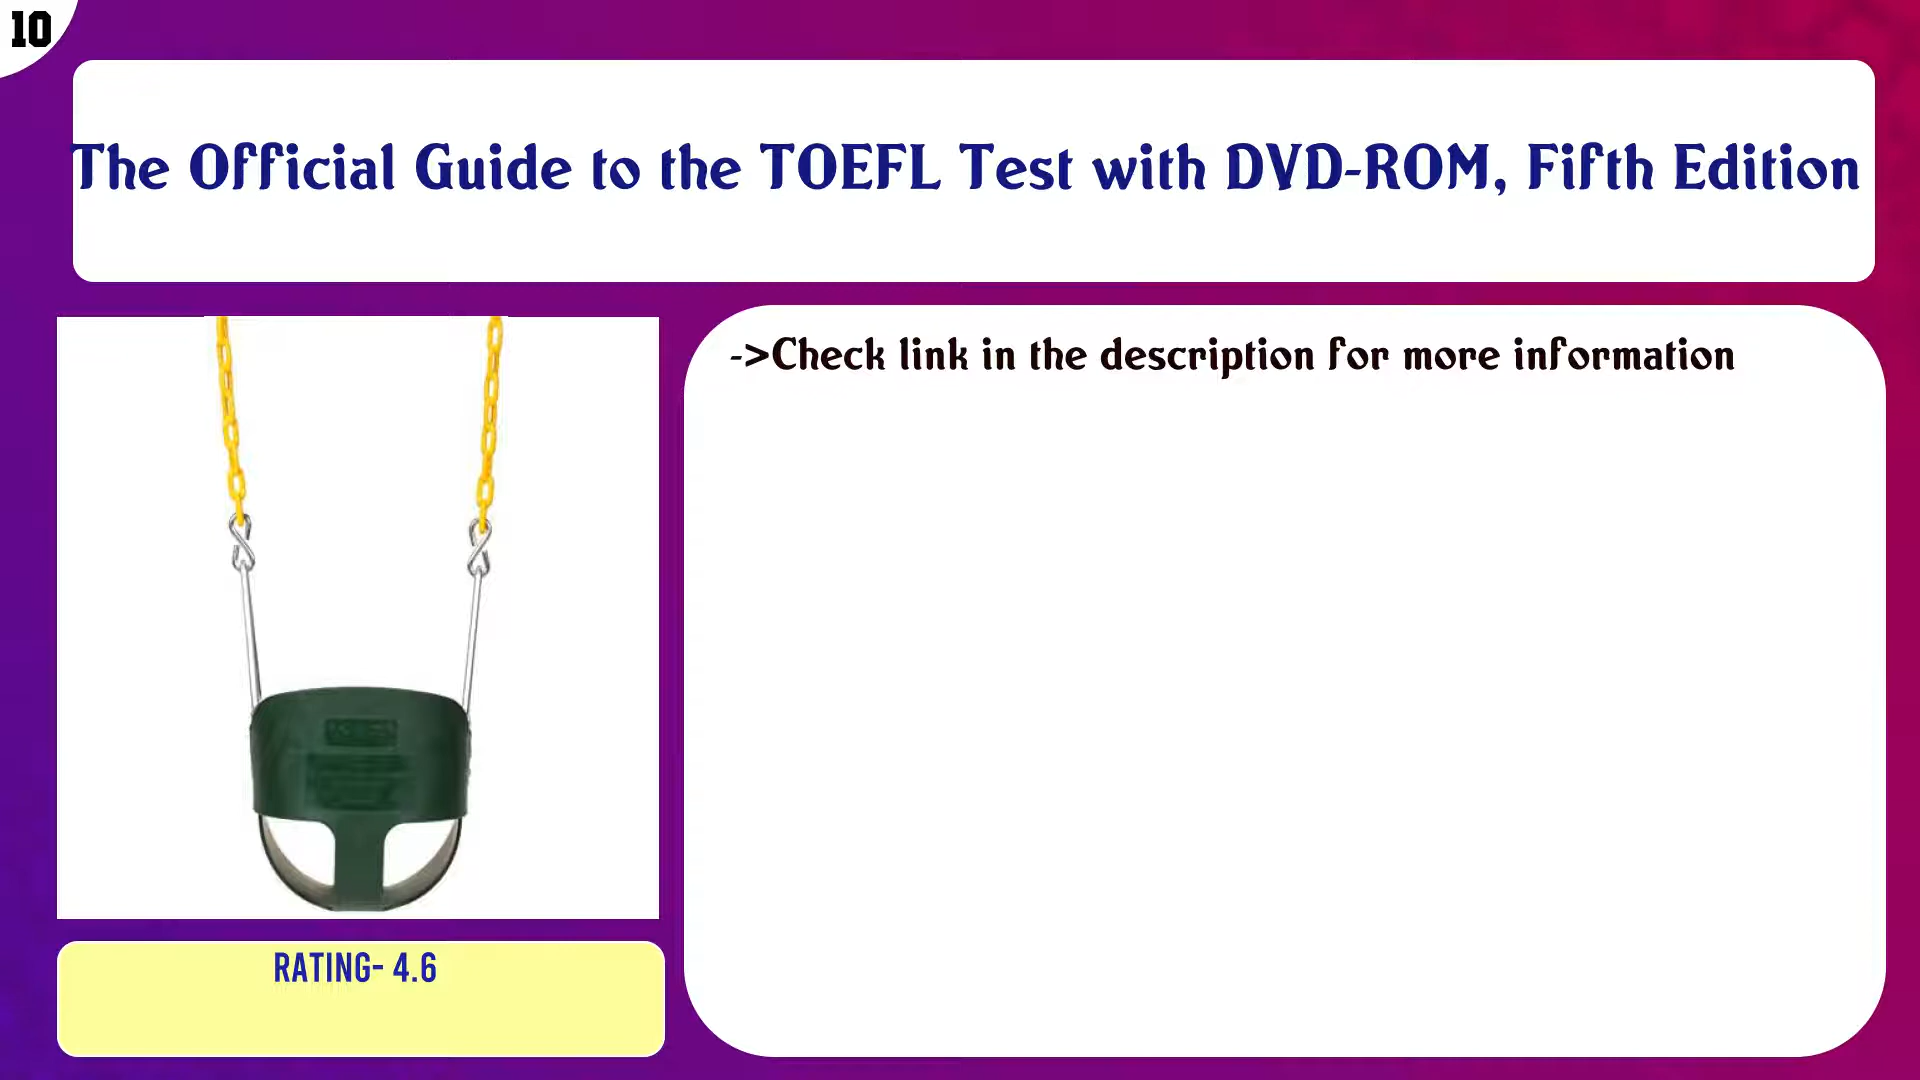 10
The Official Guide to the TOEFL Test with DVD-ROM, Fifth Edition
->Check link in the description for more information
RATING- 4.6